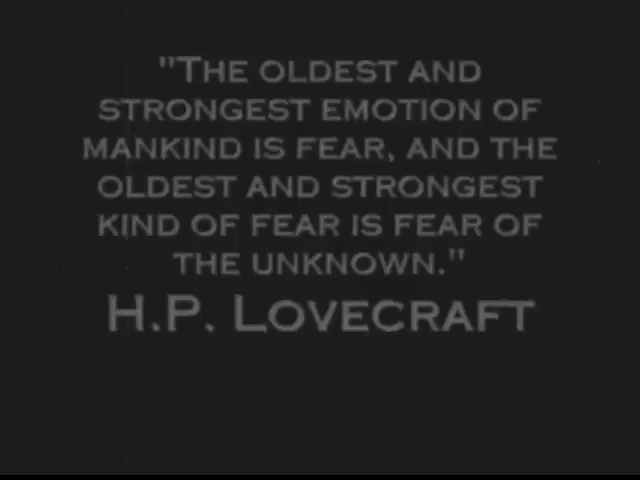 "The oldest and
strongest emotion of
mankind is fear, and the
oldest and strongest
kind of fear is fear of
the unknown."
H.P. Lovecraft